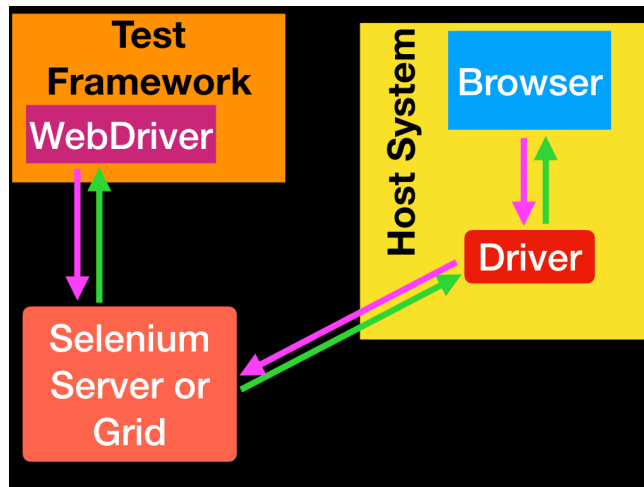 Test
Framework
WebDriver
Host System
Browser
Driver
Selenium
Server or
Grid